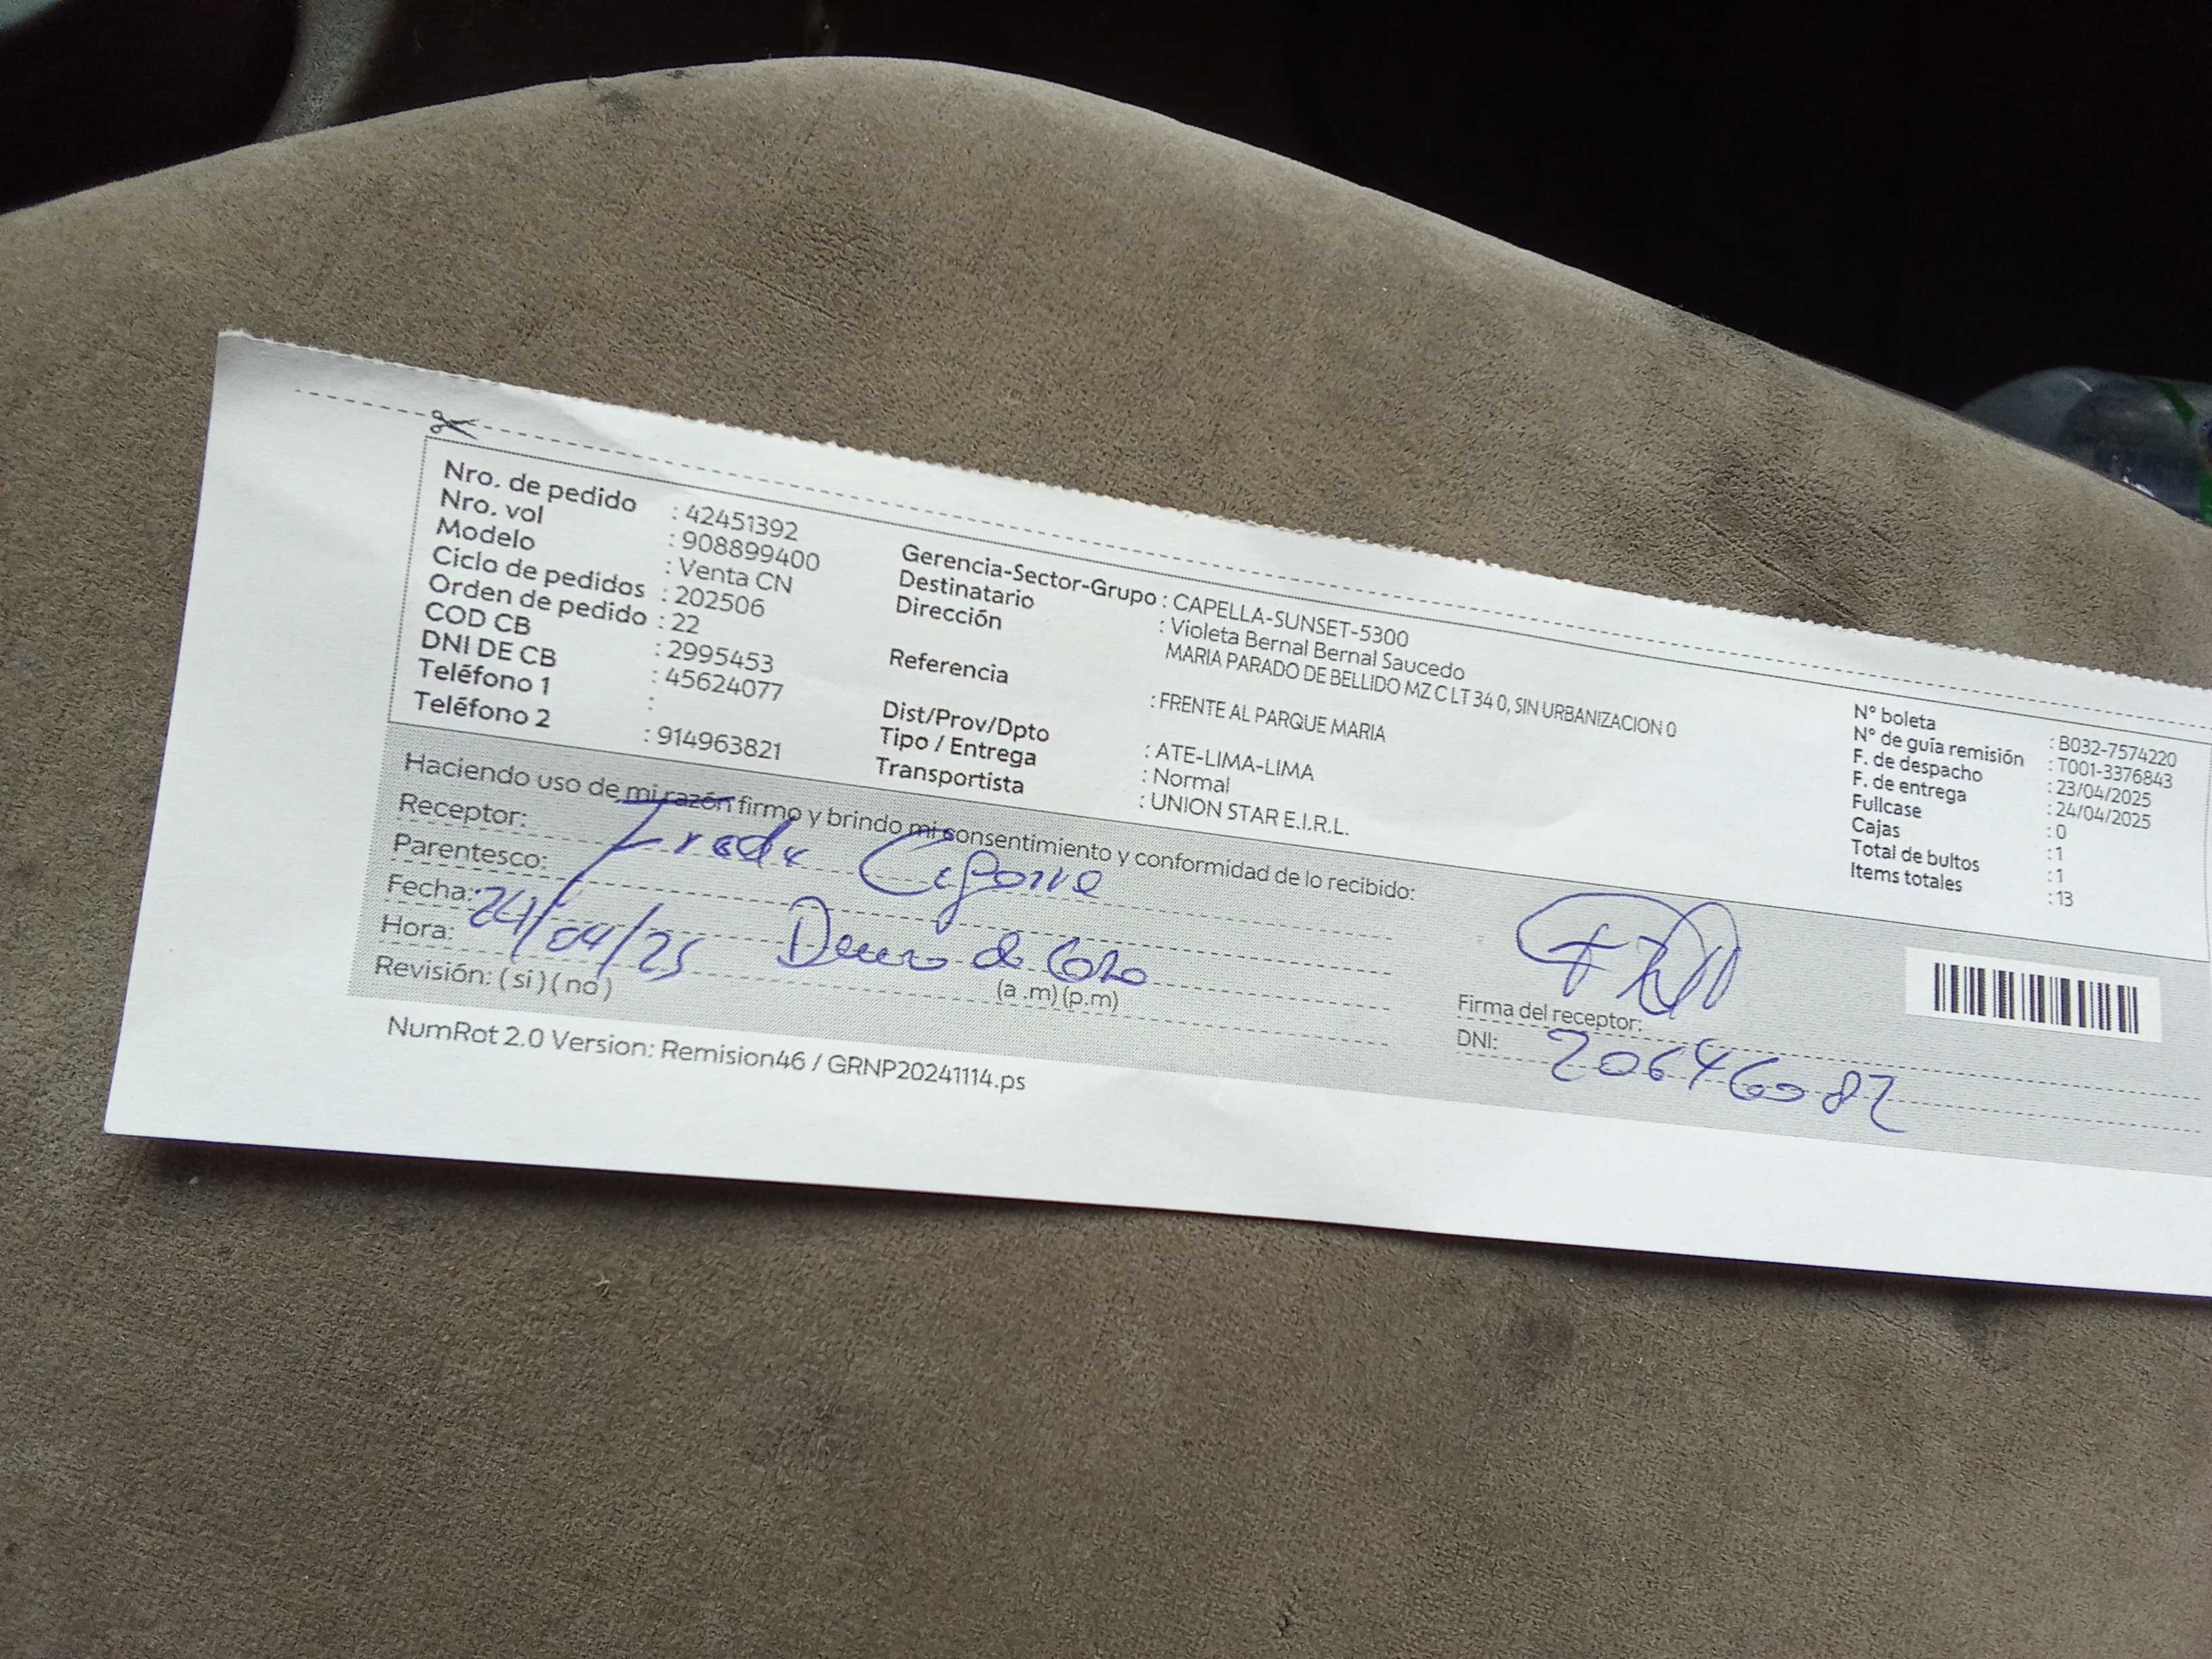 Nro. de pedido : 42451392
Nro. vol : 908899400
Modelo : Venta CN
Ciclo de pedidos : 202506
Orden de pedido : 22
COD CB : 2995453
DNI DE CB : 45624077
Teléfono 1 :
Teléfono 2 : 914963821
Gerencia-Sector-Grupo : CAPELLA-SUNSET-5300
Destinatario : Violeta Bernal Bernal Saucedo
Dirección MARIA PARADO DE BELLIDO MZ C LT 34 0, SIN URBANIZACION 0
Referencia : FRENTE AL PARQUE MARIA
Dist/Prov/Dpto : ATE-LIMA-LIMA
Tipo / Entrega : Normal
Transportista : UNION STAR E.I.R.L.
N° boleta : B032-7574220
N° de guía remisión : T001-3376843
F. de despacho : 23/04/2025
F. de entrega : 24/04/2025
Fullcase : 0
Cajas : 1
Total de bultos : 1
Items totales : 13
Haciendo uso de mi razón firmo y brindo mi consentimiento y conformidad de lo recibido:
Receptor:
Parentesco:
Fecha: 24/04/25
Hora: (a .m) (p.m)
Revisión: ( si ) ( no )
Firma del receptor:
DNI: 20646082
NumRot 2.0 Version: Remision46 / GRNP20241114.ps